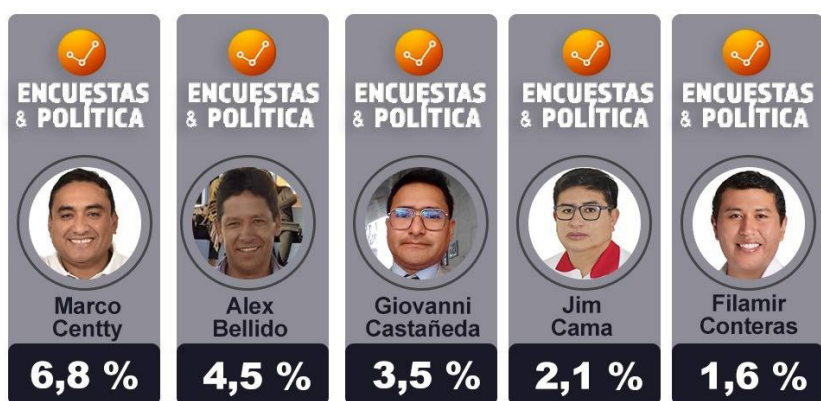 ENCUESTAS
& POLÍTICA
Marco
Centty
6,8 %
ENCUESTAS
& POLÍTICA
Alex
Bellido
4,5 %
ENCUESTAS
& POLÍTICA
Giovanni
Castañeda
3,5 %
ENCUESTAS
& POLÍTICA
Jim
Cama
2,1 %
ENCUESTAS
& POLÍTICA
Filamir
Conteras
1,6 %